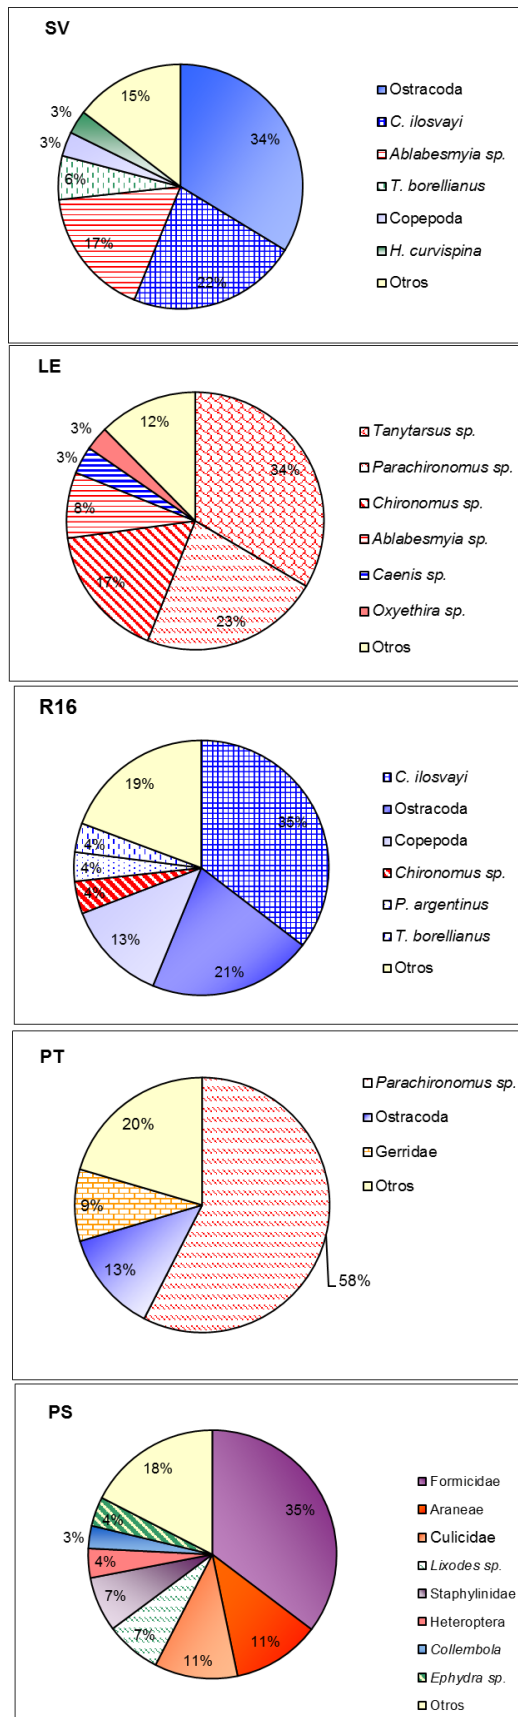 SV
15%
3%
3%
6%
17%
22%
34%
Ostracoda
C. ilosvayi
Ablabesmyia sp.
T. borellianus
Copepoda
H. curvispina
Otros
LE
12%
3%
3%
8%
17%
23%
34%
Tanytarsus sp.
Parachironomus sp.
Chironomus sp.
Ablabesmyia sp.
Caenis sp.
Oxyethira sp.
Otros
R16
19%
4%
4%
4%
13%
21%
35%
C. ilosvayi
Ostracoda
Copepoda
Chironomus sp.
P. argentinus
T. borellianus
Otros
PT
20%
9%
13%
58%
Parachironomus sp.
Ostracoda
Gerridae
Otros
PS
18%
4%
3%
4%
7%
7%
11%
11%
35%
Formicidae
Araneae
Culicidae
Lixodes sp.
Staphylinidae
Heteroptera
Collembola
Ephydra sp.
Otros